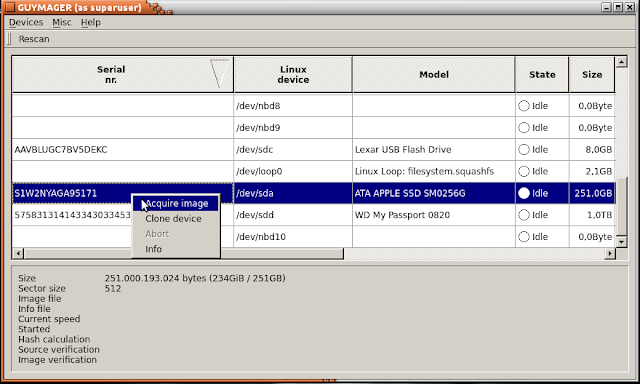 GUYMAGER (as superuser)
Devices Misc Help
Rescan
Serial nr. Linux device Model State Size
/dev/nbd8 Idle 0,0Byte
/dev/nbd9 Idle 0,0Byte
AAVBLUGC7BV5DEKC /dev/sdc Lexar USB Flash Drive Idle 8,0GB
/dev/loop0 Linux Loop: filesystem.squashfs Idle 2,1GB
S1W2NYAGA95171 /dev/sda ATA APPLE SSD SM0256G Idle 251,0GB
575831314143343033453 /dev/sdd WD My Passport 0820 Idle 1,0TB
/dev/nbd10 Idle 0,0Byte
Acquire image
Clone device
Abort
Info
Size 251.000.193.024 bytes (234GiB / 251GB)
Sector size 512
Image file
Info file
Current speed
Started
Hash calculation
Source verification
Image verification